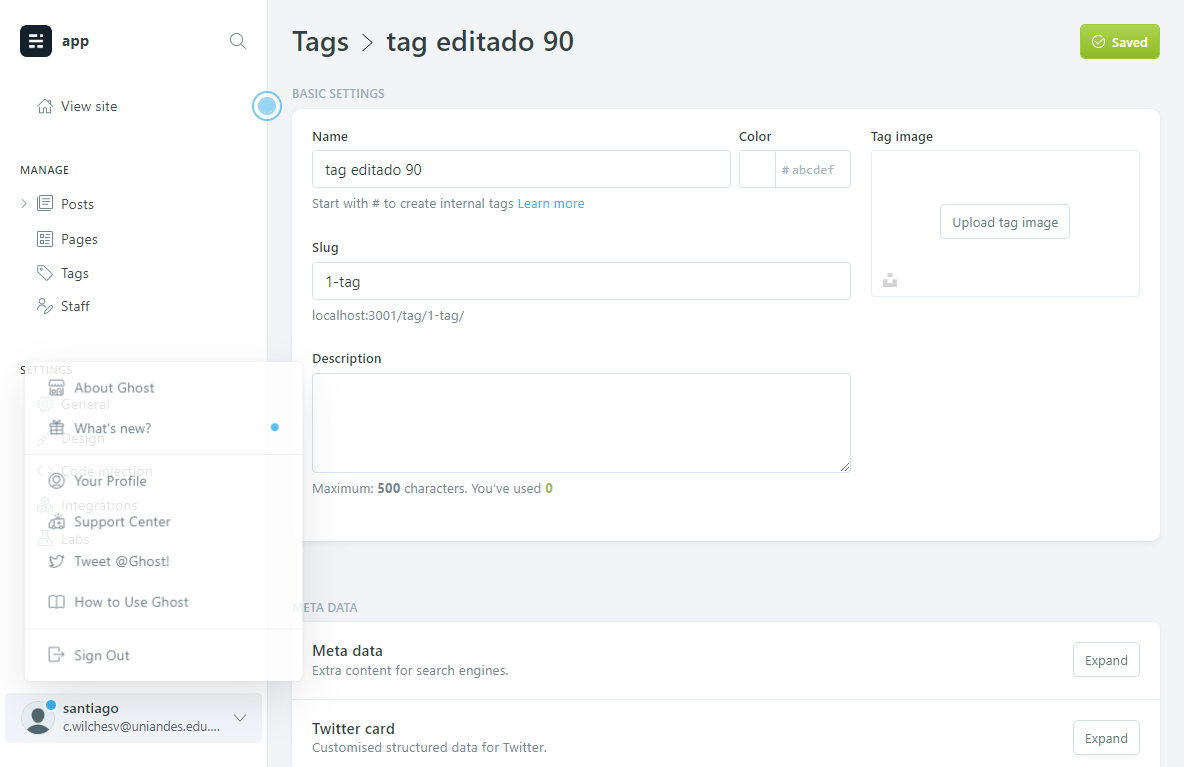 app
View site
MANAGE
Posts
Pages
Tags
Staff
SETTINGS
About Ghost
General
What's new?
Design
Code injection
Your Profile
Integrations
Support Center
Labs
Tweet @Ghost!
How to Use Ghost
Sign Out
santiago
c.wilchesv@uniandes.edu....
Tags > tag editado 90
Saved
BASIC SETTINGS
Name
Color
Tag image
tag editado 90
# abcdef
Start with # to create internal tags Learn more
Upload tag image
Slug
1-tag
localhost:3001/tag/1-tag/
Description
Maximum: 500 characters. You've used 0
META DATA
Meta data
Extra content for search engines.
Expand
Twitter card
Customised structured data for Twitter.
Expand